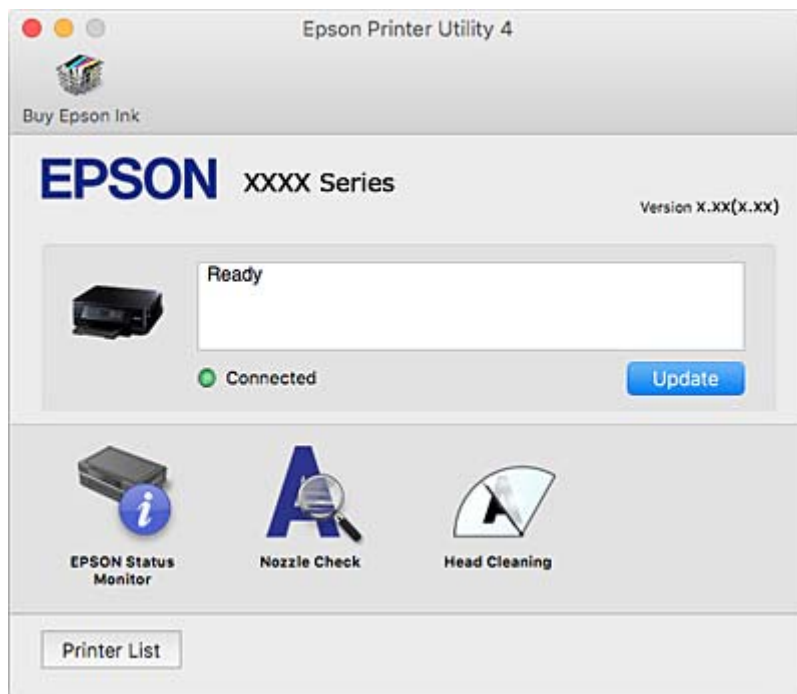 Epson Printer Utility 4
Buy Epson Ink
EPSON XXXX Series
Version X.XX(X.XX)
Ready
Connected
Update
EPSON Status
Monitor
Nozzle Check
Head Cleaning
Printer List